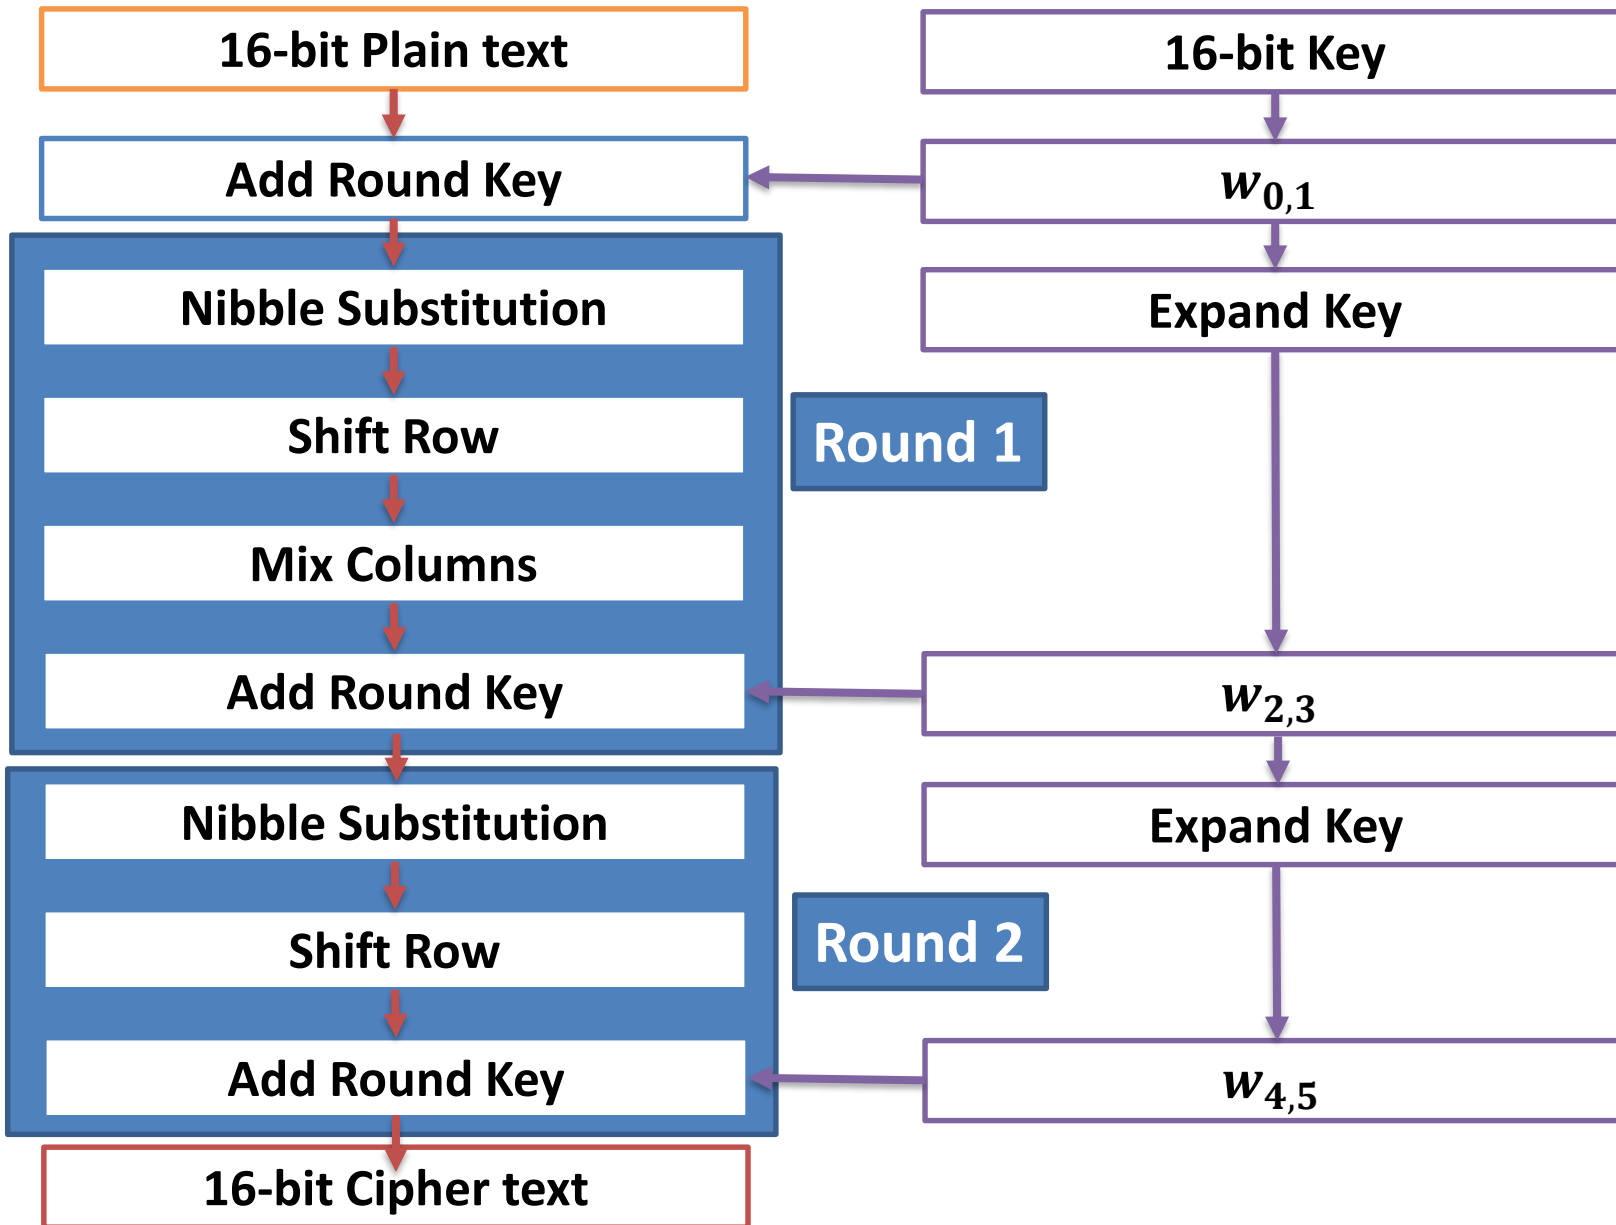 16-bit Plain text
16-bit Key
Add Round Key
w0,1
Nibble Substitution
Expand Key
Shift Row
Round 1
Mix Columns
Add Round Key
w2,3
Nibble Substitution
Expand Key
Shift Row
Round 2
Add Round Key
w4,5
16-bit Cipher text